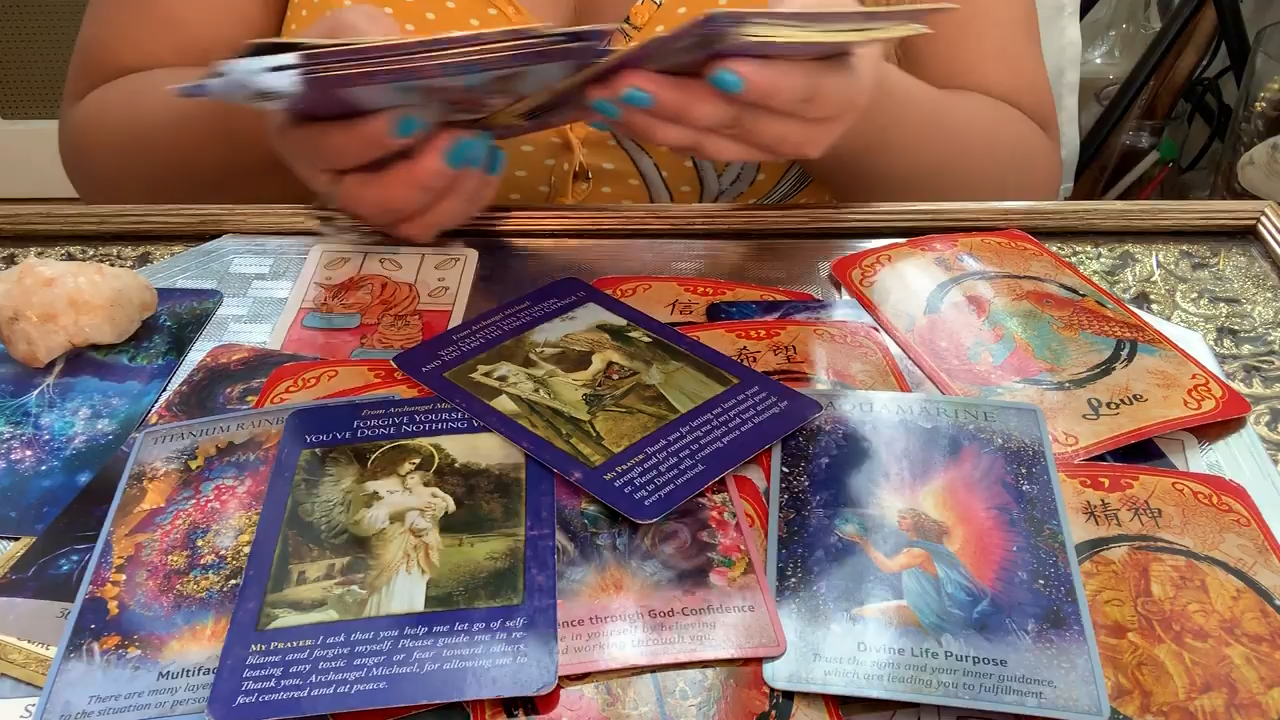 信
希望
Love
From Archangel Michael
YOU CREATED THIS SITUATION
AND YOU HAVE THE POWER TO CHANGE IT
MY PRAYER: Thank you for letting me lean on your
strength and for reminding me of my personal pow-
er. Please guide me to manifest and heal accord-
ing to Divine will, creating peace and blessings for
everyone involved.
TITANIUM RAINB
Multifac
There are many laye
to the situation or person
From Archangel Mic
FORGIVE YOURSEL
YOU'VE DONE NOTHING W
MY PRAYER: I ask that you help me let go of self-
blame and forgive myself. Please guide me in re-
leasing any toxic anger or fear toward others.
Thank you, Archangel Michael, for allowing me to
feel centered and at peace.
ence through God-Confidence
e in yourself by believing
d working through you.
AQUAMARINE
Divine Life Purpose
Trust the signs and your inner guidance,
which are leading you to fulfillment.
精神